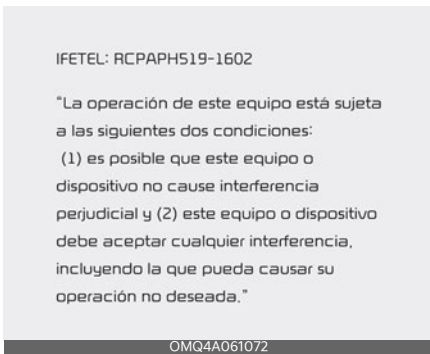 IFETEL: RCPAPH519-1602
“La operación de este equipo está sujeta
a las siguientes dos condiciones:
(1) es posible que este equipo o
dispositivo no cause interferencia
perjudicial y (2) este equipo o dispositivo
debe aceptar cualquier interferencia,
incluyendo la que pueda causar su
operación no deseada.”
OMQ4A061072